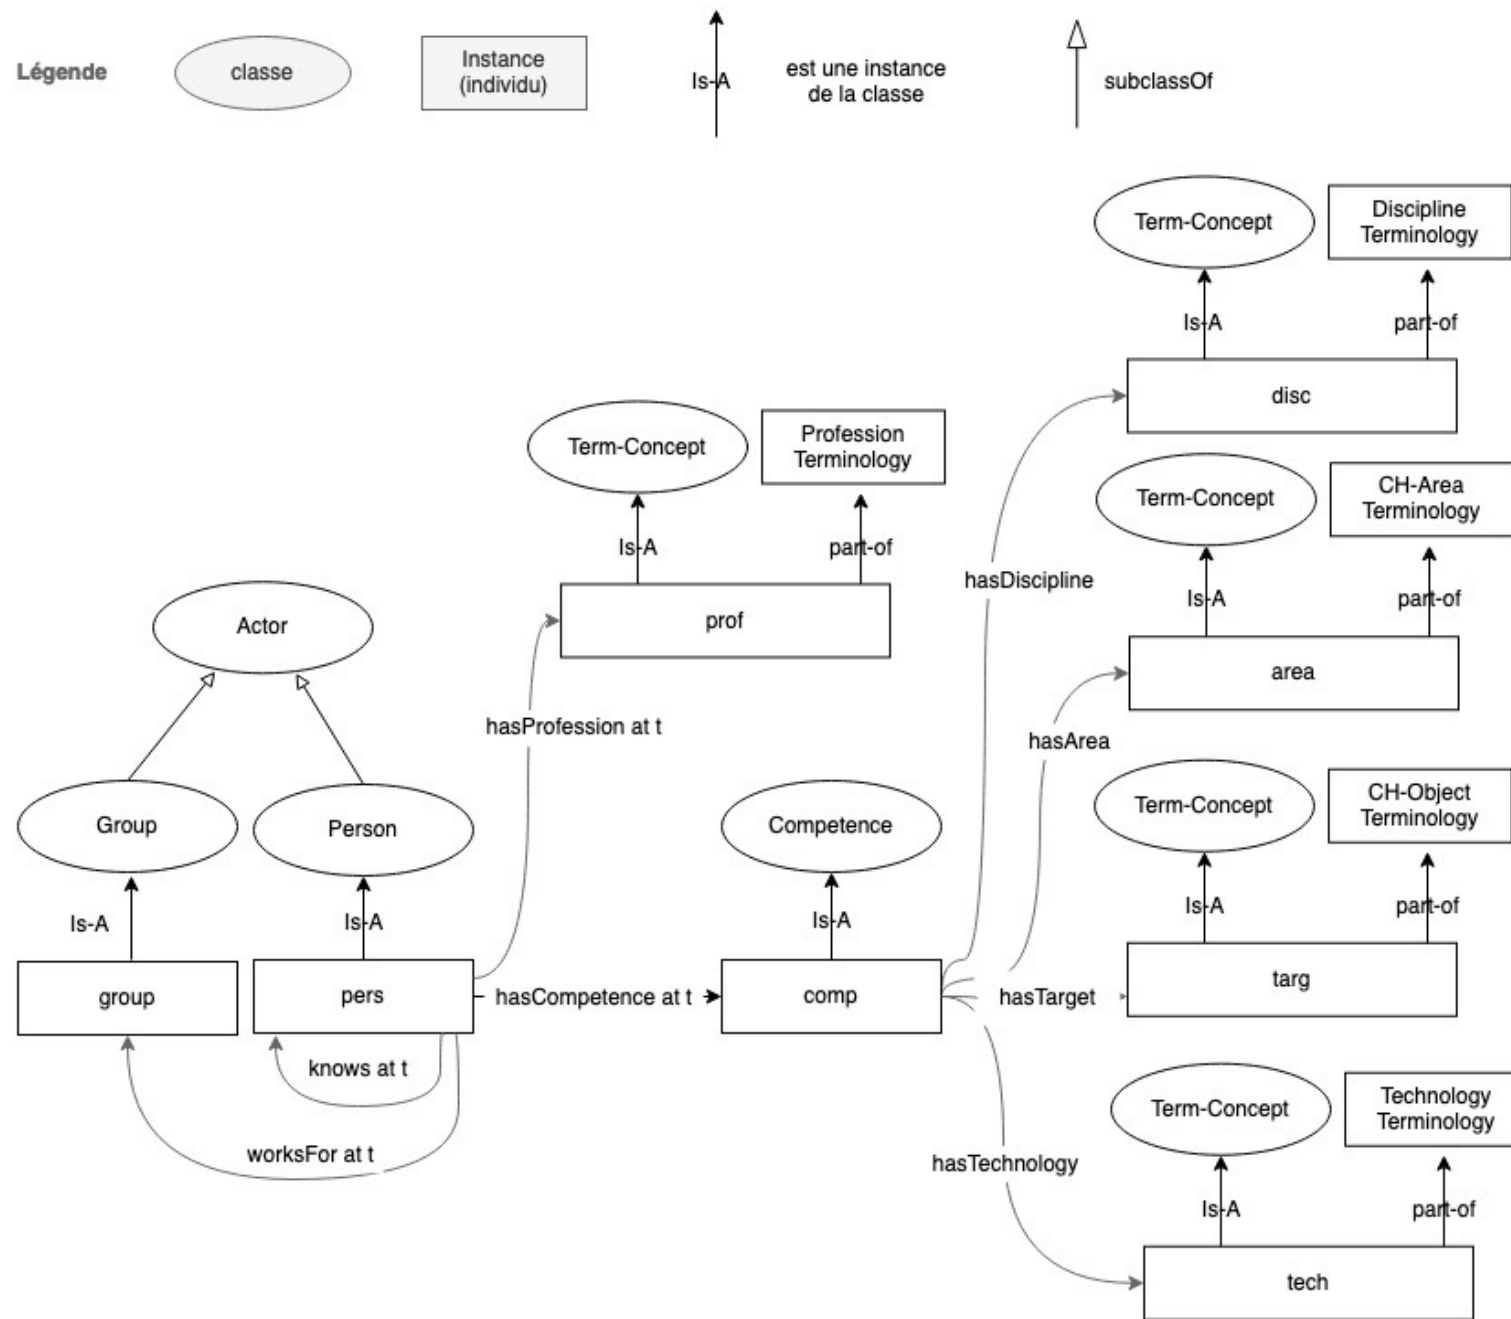 Légende
classe
Instance
(individu)
Is-A
est une instance
de la classe
subclassOf
Term-Concept
Discipline
Terminology
Is-A
part-of
disc
Term-Concept
Profession
Terminology
Is-A
part-of
prof
Term-Concept
CH-Area
Terminology
Is-A
part-of
area
hasDiscipline
hasArea
Actor
hasProfession at t
Group
Person
Competence
Term-Concept
CH-Object
Terminology
Is-A
Is-A
Is-A
Is-A
part-of
group
pers
hasCompetence at t
comp
hasTarget
targ
knows at t
worksFor at t
hasTechnology
Term-Concept
Technology
Terminology
Is-A
part-of
tech